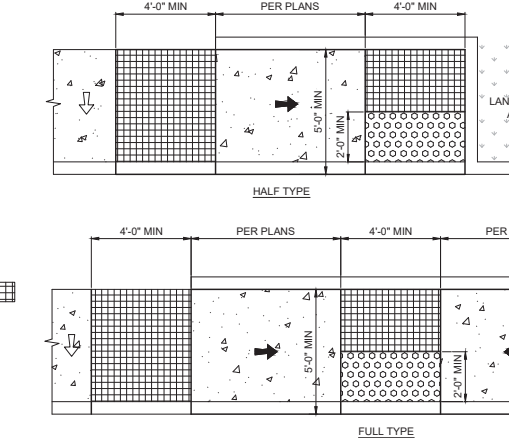 4'-0" MIN PER PLANS 4'-0" MIN
5'-0" MIN
2'-0" MIN
LAN
HALF TYPE
4'-0" MIN PER PLANS 4'-0" MIN PER
5'-0" MIN
2'-0" MIN
FULL TYPE